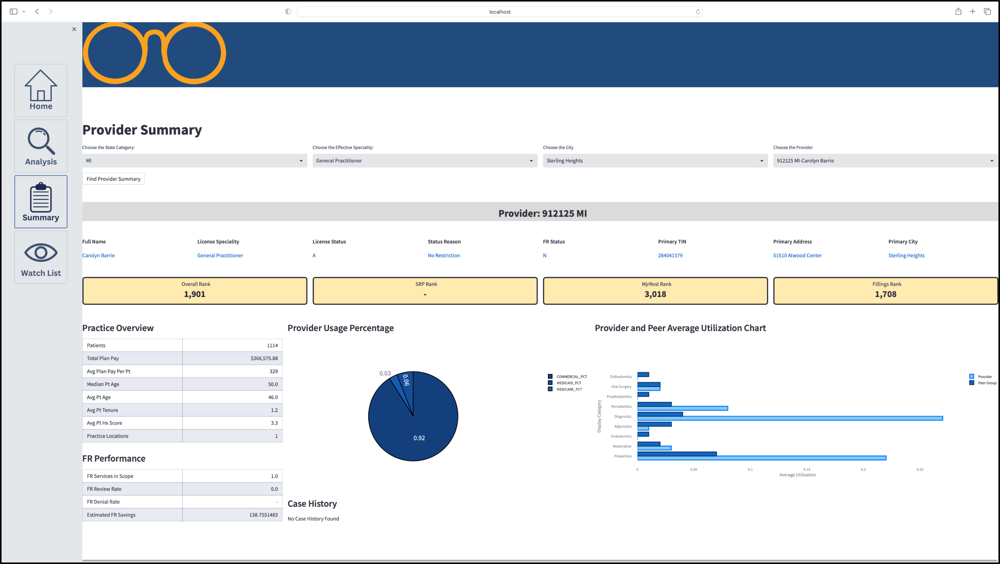 localhost
Home
Analysis
Summary
Watch List
Provider Summary
Choose the State Category:
MI
Choose the Effective Speciality:
General Practitioner
Choose the City
Sterling Heights
Choose the Provider
912125 MI-Carolyn Barrie
Find Provider Summary
Provider: 912125 MI
Full Name License Speciality License Status Status Reason FR Status Primary TIN Primary Address Primary City
Carolyn Barrie General Practitioner A No Restriction N 284041379 51510 Atwood Center Sterling Heights
Overall Rank
1,901
SRP Rank
-
MjrRest Rank
3,018
Fillings Rank
1,708
Practice Overview
Patients 1114
Total Plan Pay $366,575.88
Avg Plan Pay Per Pt 329
Median Pt Age 50.0
Avg Pt Age 46.0
Avg Pt Tenure 1.2
Avg Pt Hx Score 3.3
Practice Locations 1
FR Performance
FR Services in Scope 1.0
FR Review Rate 0.0
FR Denial Rate -
Estimated FR Savings 138.7551483
Provider Usage Percentage
0.03
0.06
0.92
COMMERCIAL_PCT
MEDICAID_PCT
MEDICARE_PCT
Case History
No Case History Found
Provider and Peer Average Utilization Chart
Display Category
Orthodontics
Oral Surgery
Prosthodontics
Periodontics
Diagnostic
Adjunctive
Endodontics
Restorative
Preventive
0 0.05 0.1 0.15 0.2 0.25
Average Utilization
Provider
Peer Group